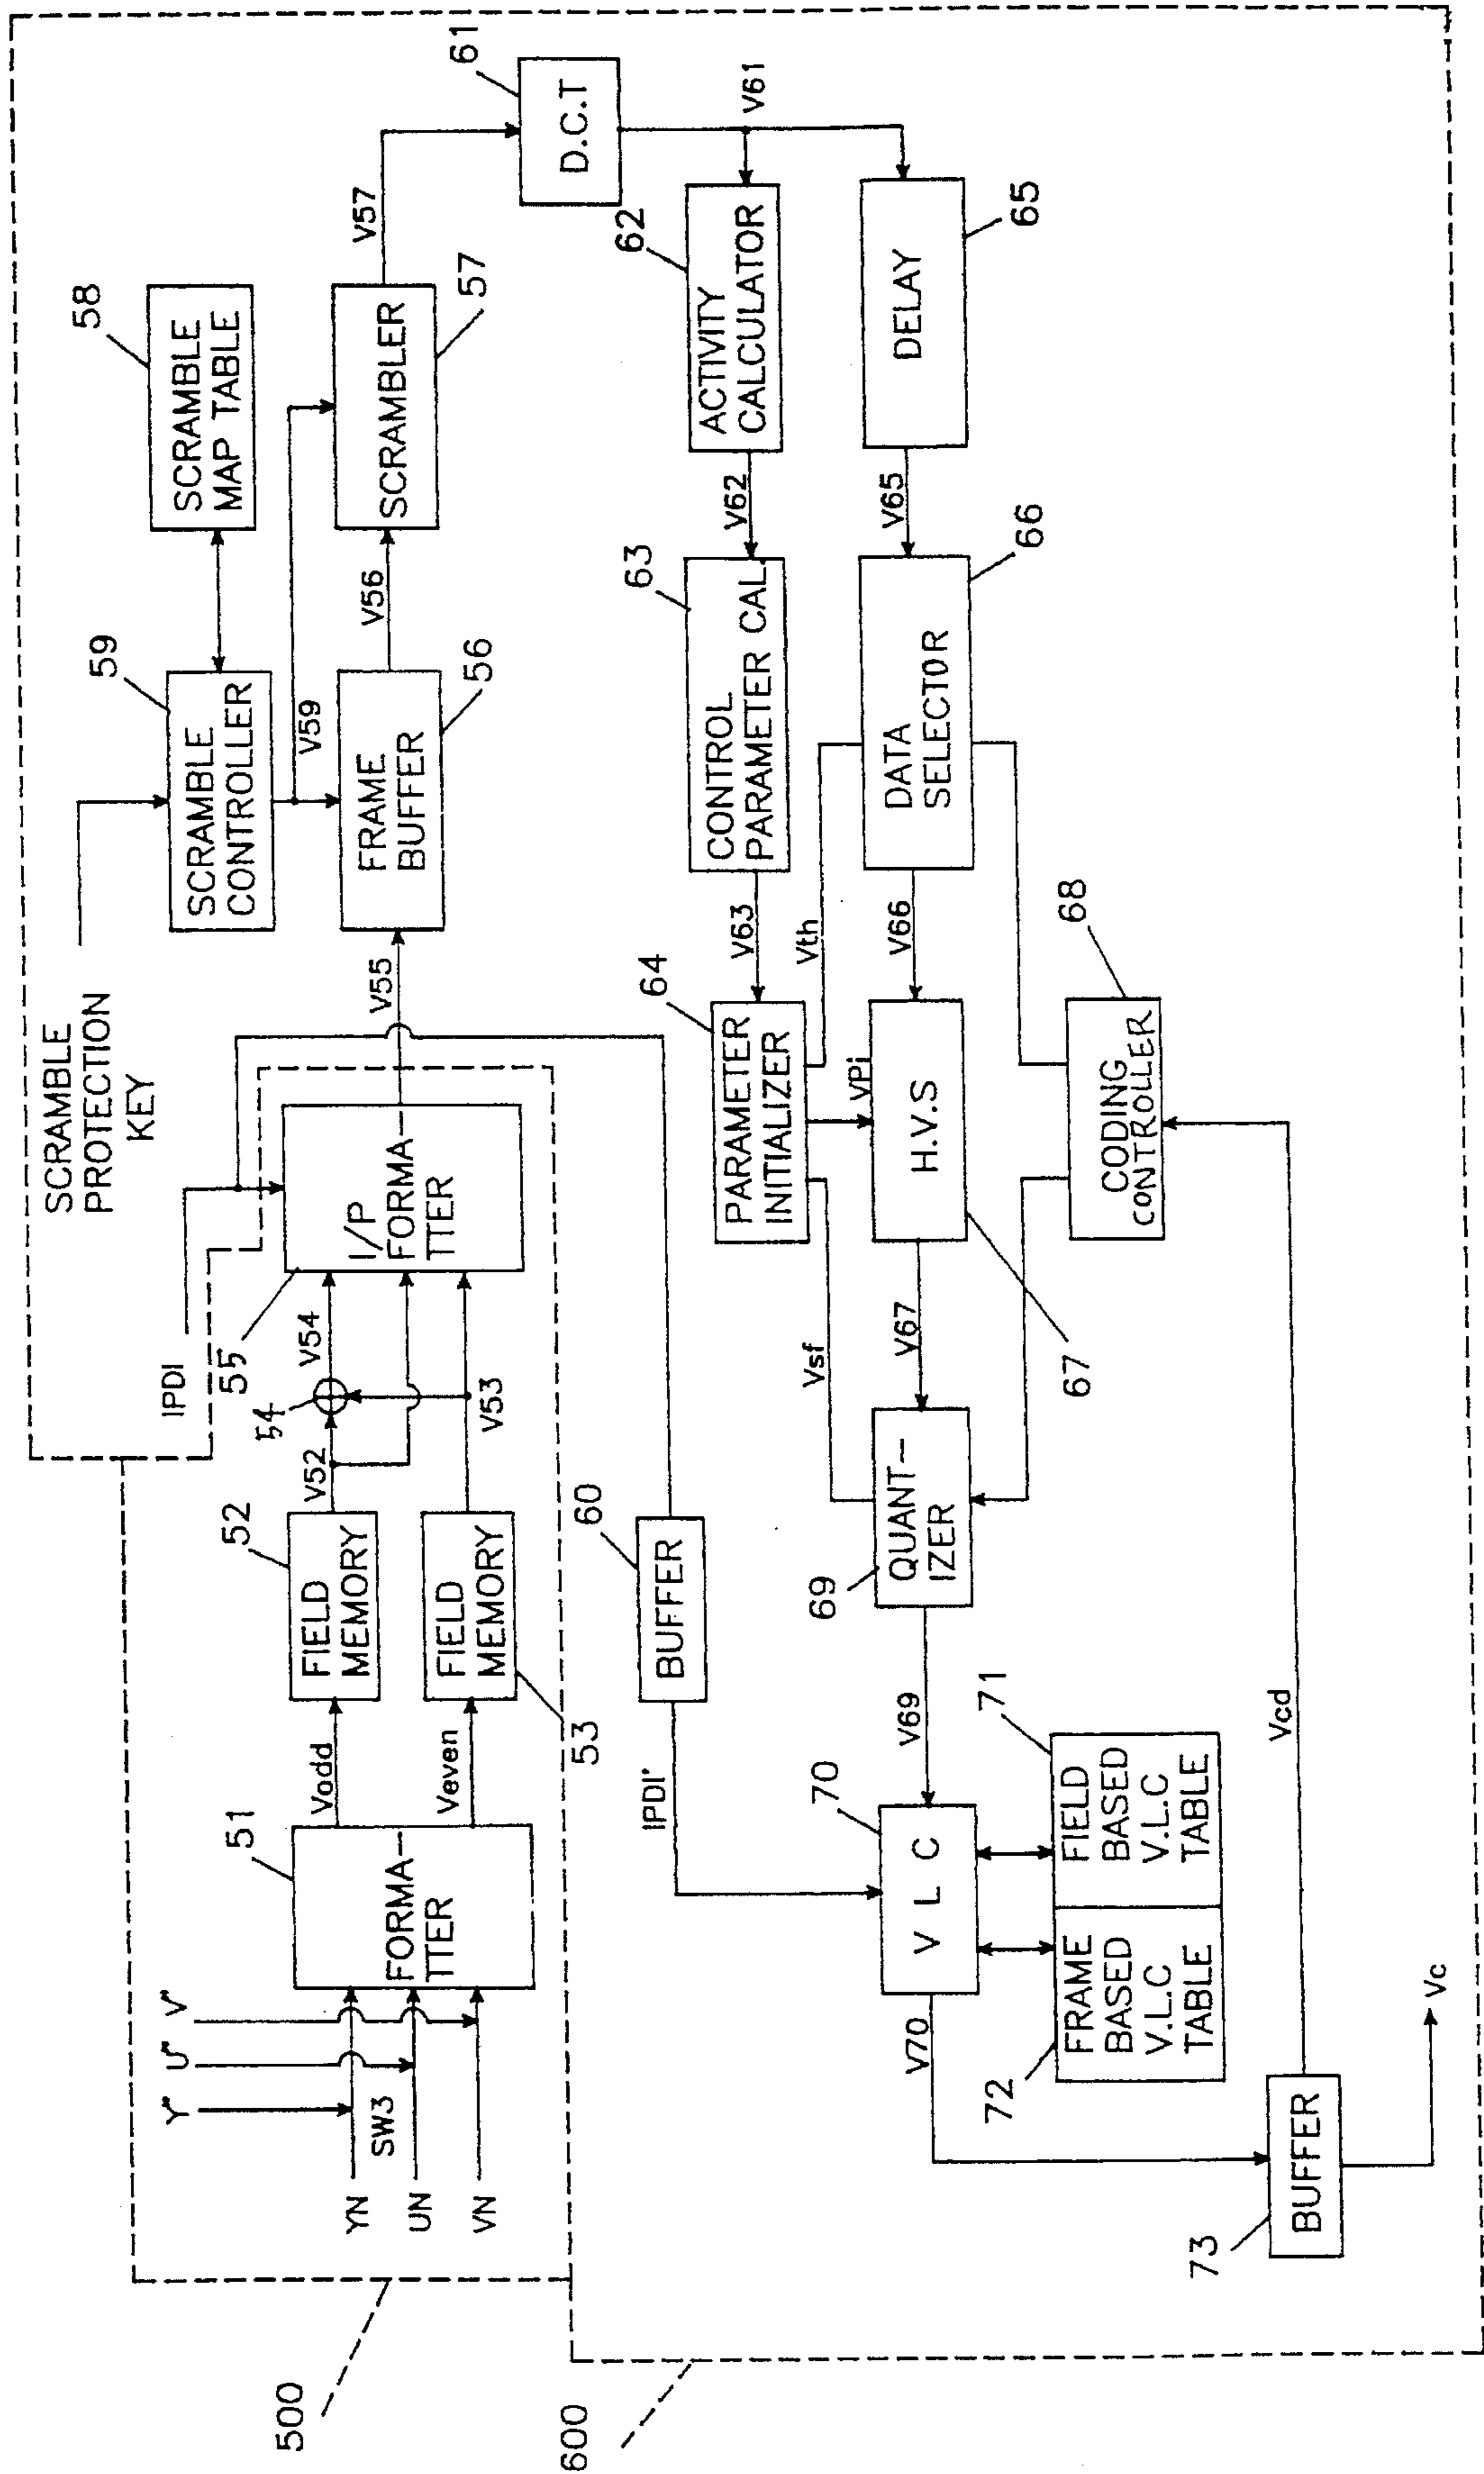 500
600
Y"
U"
V"
YN
UN
VN
SW3
51
FORMA-
TTER
Vodd
Veven
52
FIELD
MEMORY
FIELD
MEMORY
53
V52
54
V54
V53
IPDI
55
I/P
FORMA-
TTER
SCRAMBLE
PROTECTION
KEY
V55
59
SCRAMBLE
CONTROLLER
V59
FRAME
BUFFER
56
V56
58
SCRAMBLE
MAP TABLE
SCRAMBLER
57
V57
61
D.C.T
V61
62
ACTIVITY
CALCULATOR
DELAY
65
V62
V65
63
CONTROL
PARAMETER CAL.
DATA
SELECTOR
66
V63
Vth
V66
64
PARAMETER
INITIALIZER
VPi
H.V.S
67
68
CODING
CONTROLLER
Vsf
V67
60
BUFFER
IPDI'
69
QUANT-
IZER
V69
70
V L C
71
FIELD
BASED
V.L.C
TABLE
FRAME
BASED
V.L.C
TABLE
72
V70
Vcd
73
BUFFER
Vc